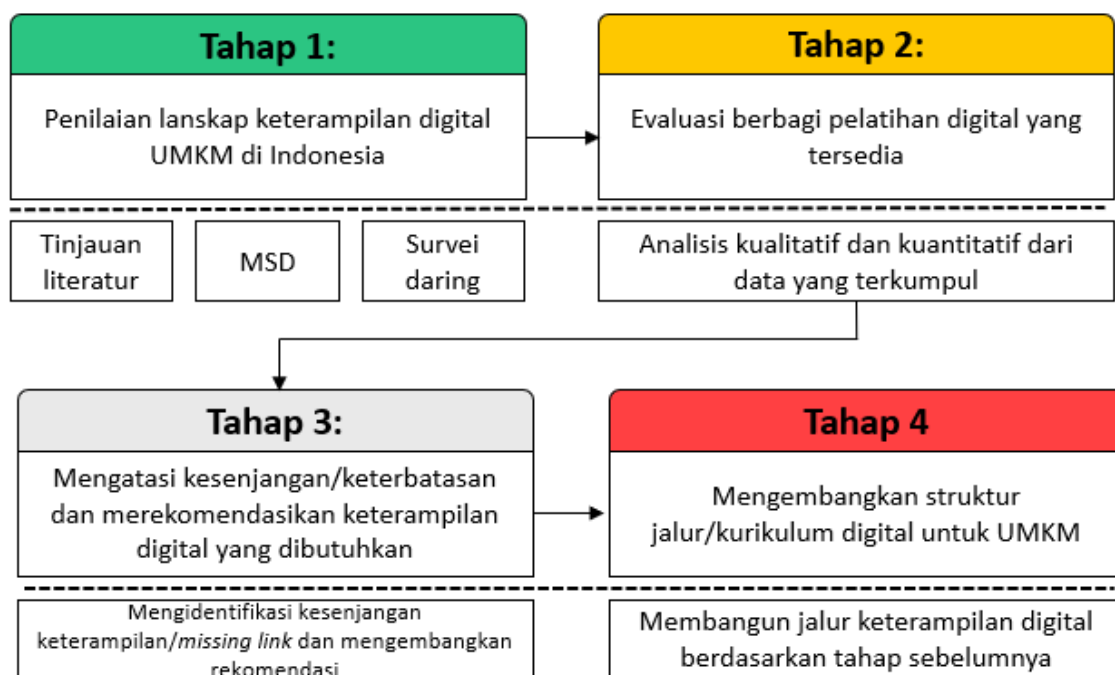 Tahap 1:
Penilaian lanskap keterampilan digital
UMKM di Indonesia
Tahap 2:
Evaluasi berbagi pelatihan digital yang
tersedia
Tinjauan
literatur
MSD
Survei
daring
Analisis kualitatif dan kuantitatif dari
data yang terkumpul
Tahap 3:
Mengatasi kesenjangan/keterbatasan
dan merekomendasikan keterampilan
digital yang dibutuhkan
Tahap 4
Mengembangkan struktur
jalur/kurikulum digital untuk UMKM
Mengidentifikasi kesenjangan
keterampilan/missing link dan mengembangkan
rekomendasi
Membangun jalur keterampilan digital
berdasarkan tahap sebelumnya